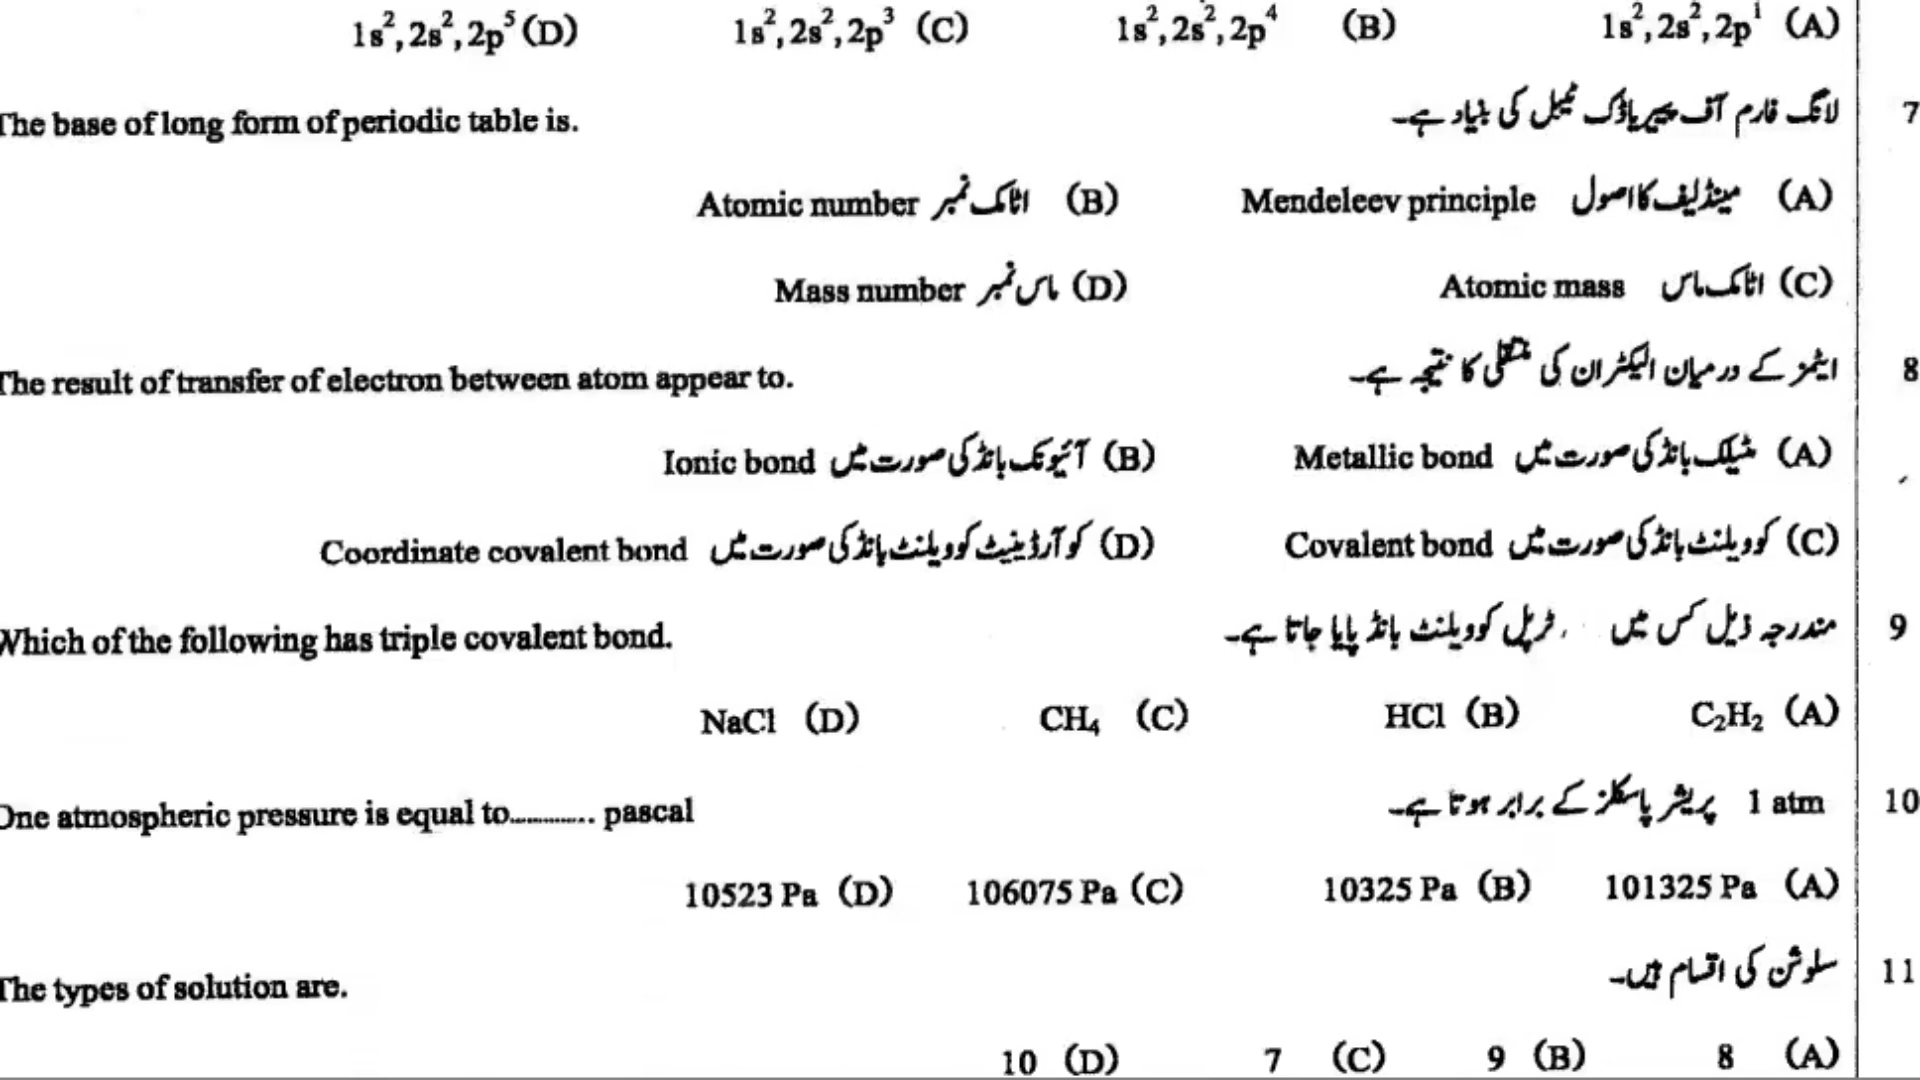 1s²,2s²,2p⁵ (D) 1s²,2s²,2p³ (C) 1s²,2s²,2p⁴ (B) 1s²,2s²,2p¹ (A)
The base of long form of periodic table is. لانگ فارم آف پیریاڈک ٹیبل کی بنیاد ہے۔ 7
Atomic number اٹامک نمبر (B) Mendeleev principle مینڈلیف کا اصول (A)
Mass number ماس نمبر (D) Atomic mass اٹامک ماس (C)
The result of transfer of electron between atom appear to. ایٹمز کے درمیان الیکٹران کی منتقلی کا نتیجہ ہے۔ 8
Ionic bond آئیونک بانڈ کی صورت میں (B) Metallic bond مٹیلک بانڈ کی صورت میں (A)
Coordinate covalent bond کوآرڈینیٹ کوویلنٹ بانڈ کی صورت میں (D) Covalent bond کوویلنٹ بانڈ کی صورت میں (C)
Which of the following has triple covalent bond. مندرجہ ذیل کس میں ٹرپل کوویلنٹ بانڈ پایا جاتا ہے۔ 9
NaCl (D) CH₄ (C) HCl (B) C₂H₂ (A)
One atmospheric pressure is equal to............ pascal 1 atm پریشر پاسکلز کے برابر ہوتا ہے۔ 10
10523 Pa (D) 106075 Pa (C) 10325 Pa (B) 101325 Pa (A)
The types of solution are. سلوشن کی اقسام ہیں۔ 11
10 (D) 7 (C) 9 (B) 8 (A)